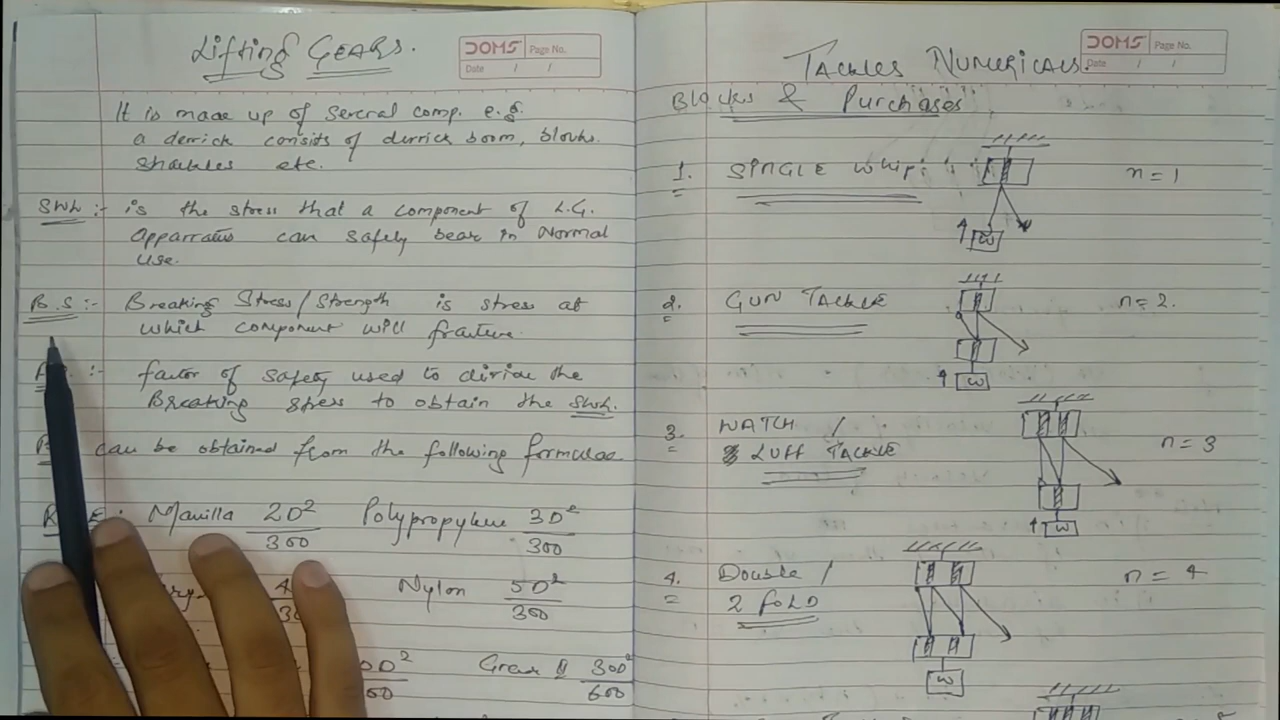 Lifting Gears.
DOMS Page No.
Date / /
It is made up of several comp. e.g.
a derrick consists of derrick boom, blocks.
shackles etc.
SWL :- is the stress that a component of L.G.
apparratus can safely bear in Normal
use.
B.S :- Breaking Stress/Strength is stress at
which component will fracture.
:- factor of safety used to divide the
Breaking stress to obtain the SWL.
can be obtained from the following formulae
Manilla 2D²/300 Polypropylene 3D²/300
Nylon 5D²/300
30D²/600
Tackles Numericals.
DOMS Page No.
Date / /
Blocks & Purchases
1. SINGLE Whip: n = 1
W
2. GUN TACKLE n = 2.
W
3. WATCH /
LUFF TACKLE n = 3
W
4. Double / n = 4
2 FOLD
W